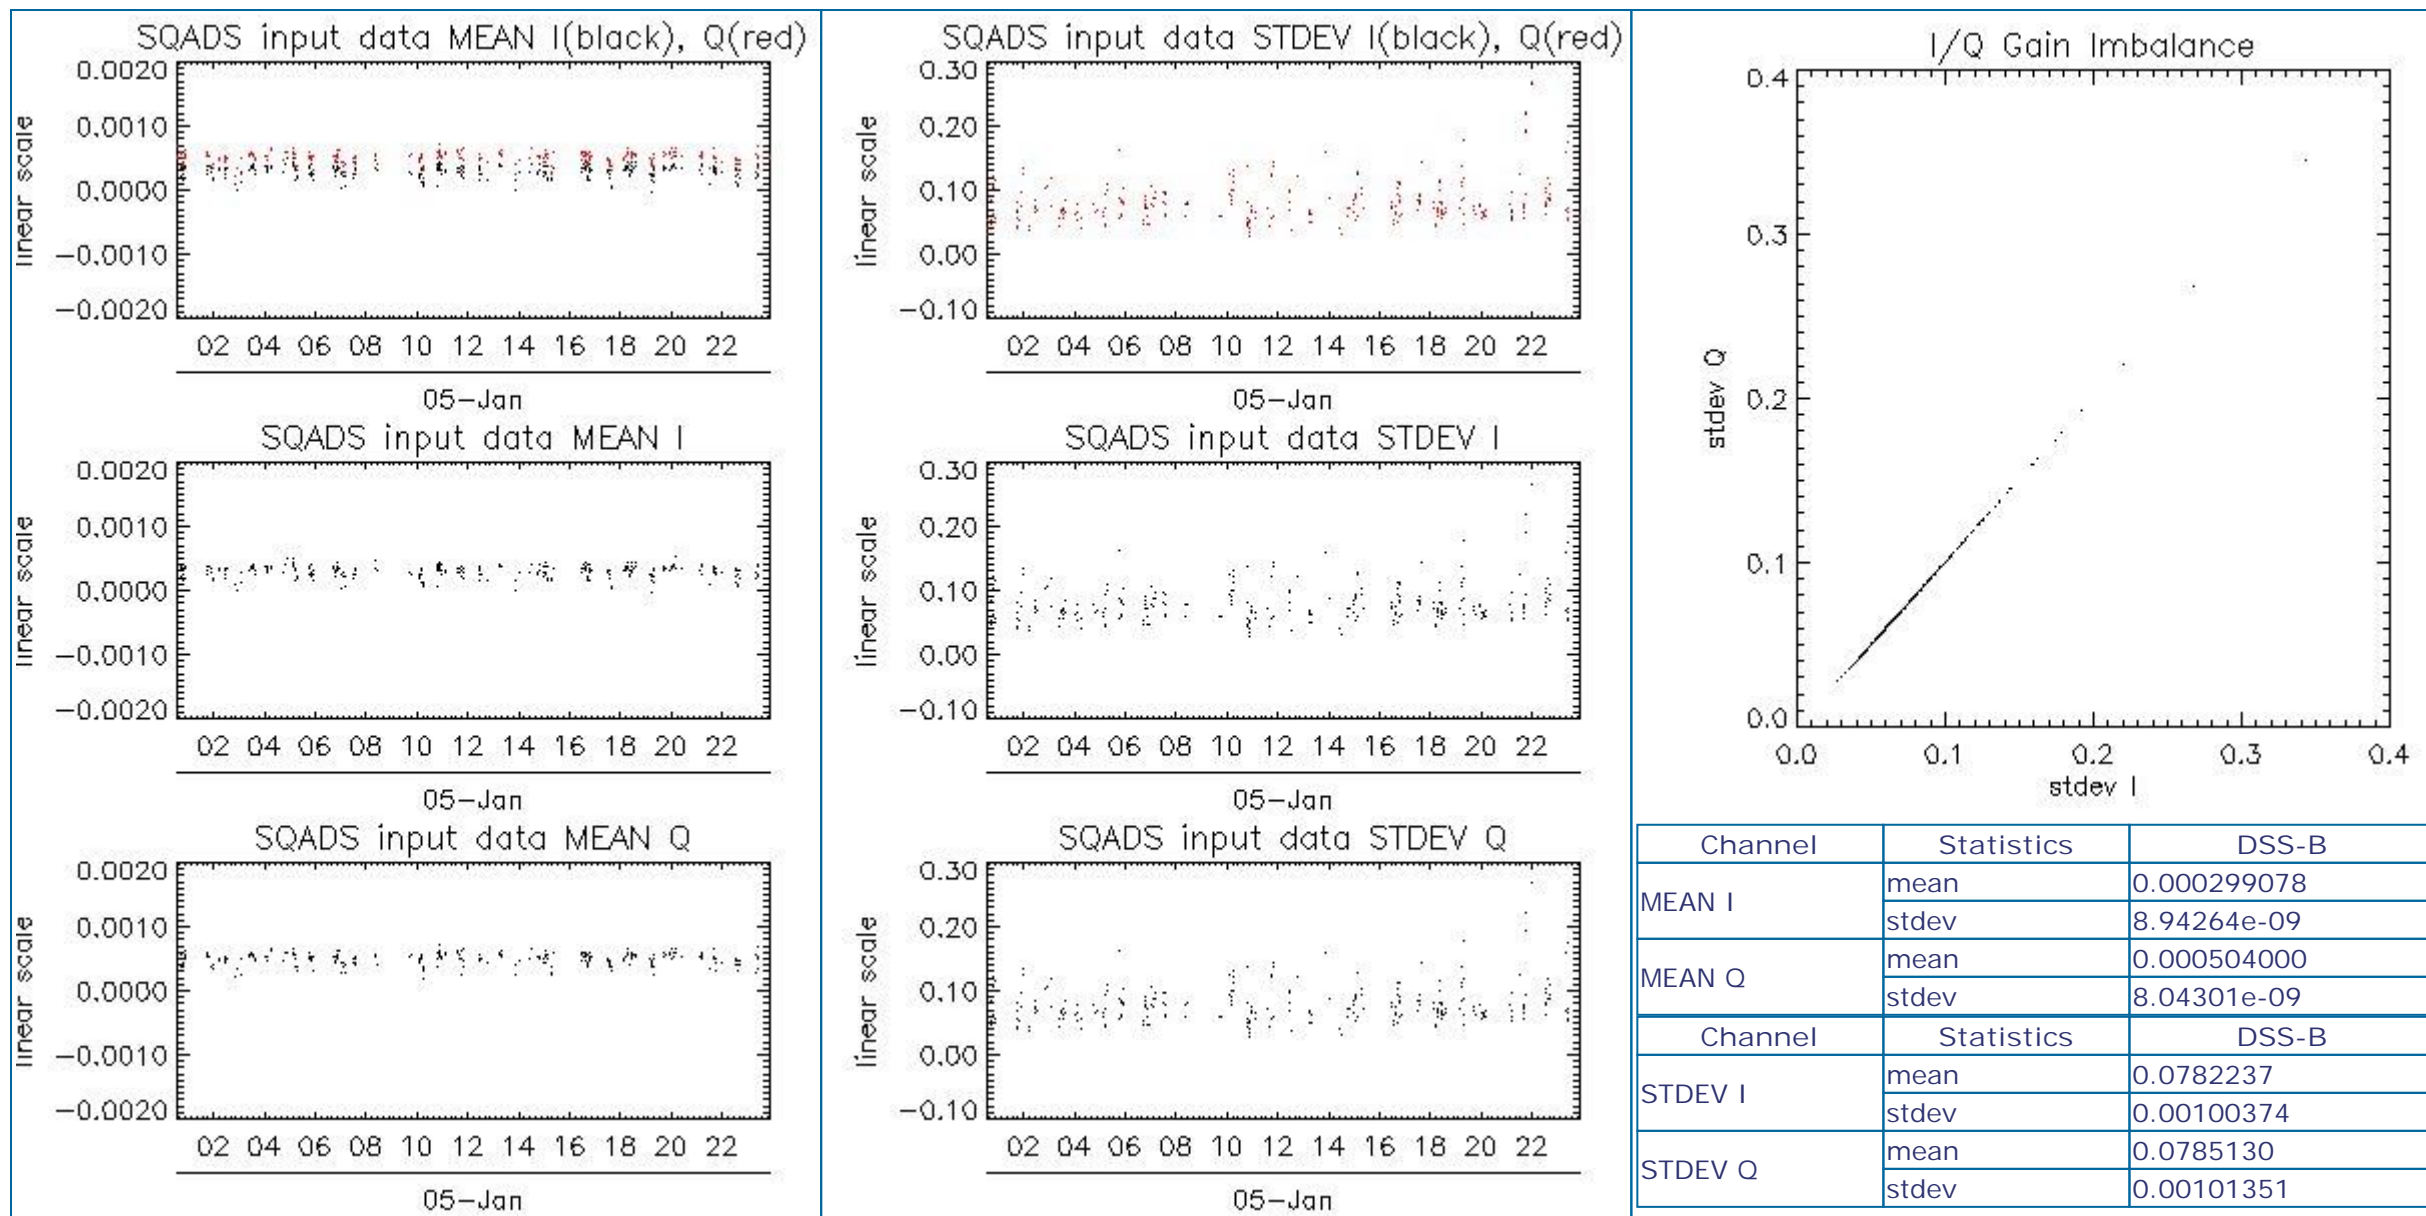 SQADS input data MEAN I(black), Q(red)
linear scale
0.0020
0.0010
0.0000
-0.0010
-0.0020
02 04 06 08 10 12 14 16 18 20 22
05-Jan
SQADS input data MEAN I
linear scale
0.0020
0.0010
0.0000
-0.0010
-0.0020
02 04 06 08 10 12 14 16 18 20 22
05-Jan
SQADS input data MEAN Q
linear scale
0.0020
0.0010
0.0000
-0.0010
-0.0020
02 04 06 08 10 12 14 16 18 20 22
05-Jan
SQADS input data STDEV I(black), Q(red)
linear scale
0.30
0.20
0.10
0.00
-0.10
02 04 06 08 10 12 14 16 18 20 22
05-Jan
SQADS input data STDEV I
linear scale
0.30
0.20
0.10
0.00
-0.10
02 04 06 08 10 12 14 16 18 20 22
05-Jan
SQADS input data STDEV Q
linear scale
0.30
0.20
0.10
0.00
-0.10
02 04 06 08 10 12 14 16 18 20 22
05-Jan
I/Q Gain Imbalance
stdev Q
0.4
0.3
0.2
0.1
0.0
0.0 0.1 0.2 0.3 0.4
stdev I
Channel Statistics DSS-B
MEAN I
mean 0.000299078
stdev 8.94264e-09
MEAN Q
mean 0.000504000
stdev 8.04301e-09
Channel Statistics DSS-B
STDEV I
mean 0.0782237
stdev 0.00100374
STDEV Q
mean 0.0785130
stdev 0.00101351